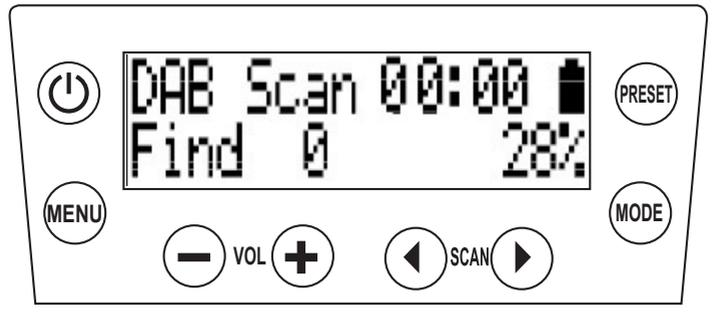 DAB Scan 00:00
Find 0 28%
PRESET
MENU
MODE
VOL
SCAN